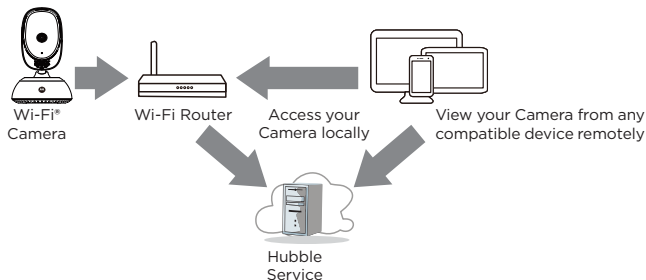 Wi-Fi®
Camera
Wi-Fi Router
Access your
Camera locally
View your Camera from any
compatible device remotely
Hubble
Service